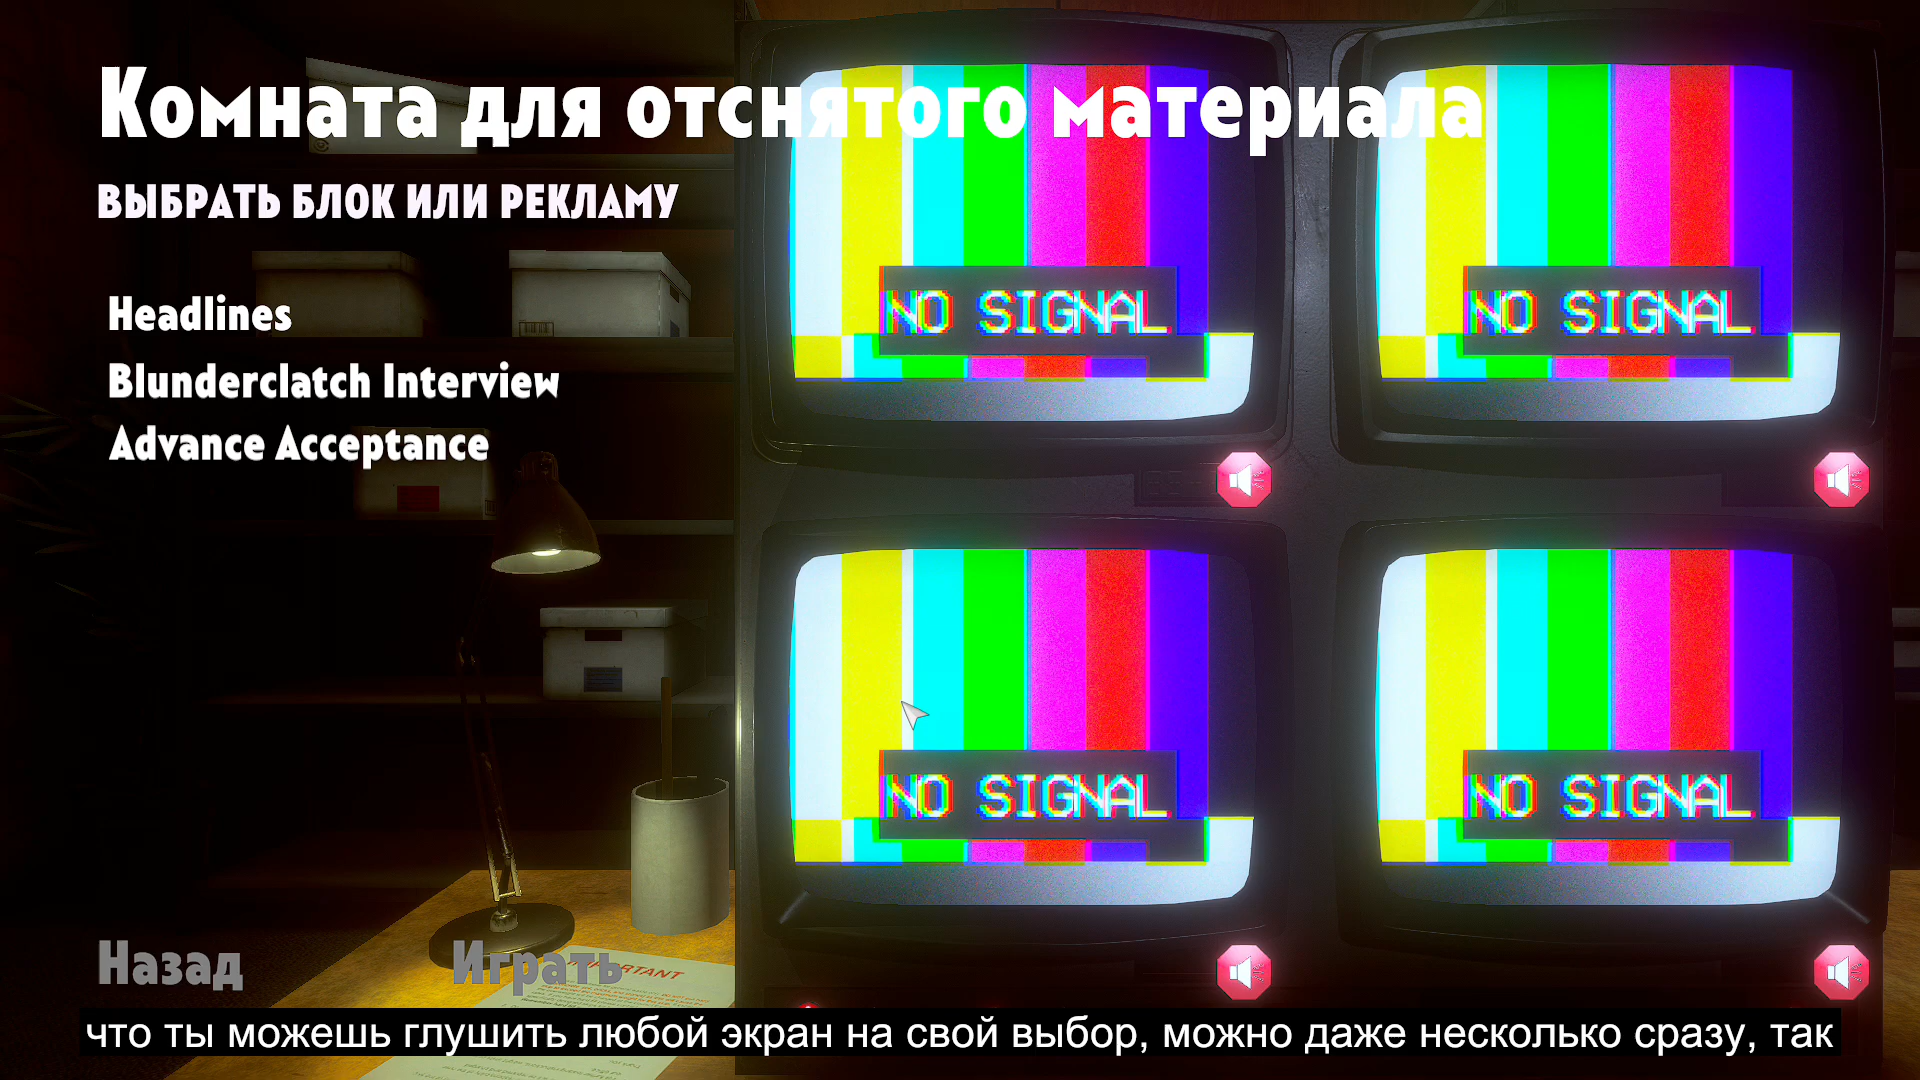 Комната для отснятого материала
ВЫБРАТЬ БЛОК ИЛИ РЕКЛАМУ
Headlines
Blunderclatch Interview
Advance Acceptance
NO SIGNAL
NO SIGNAL
NO SIGNAL
NO SIGNAL
Назад
Играть
что ты можешь глушить любой экран на свой выбор, можно даже несколько сразу, так